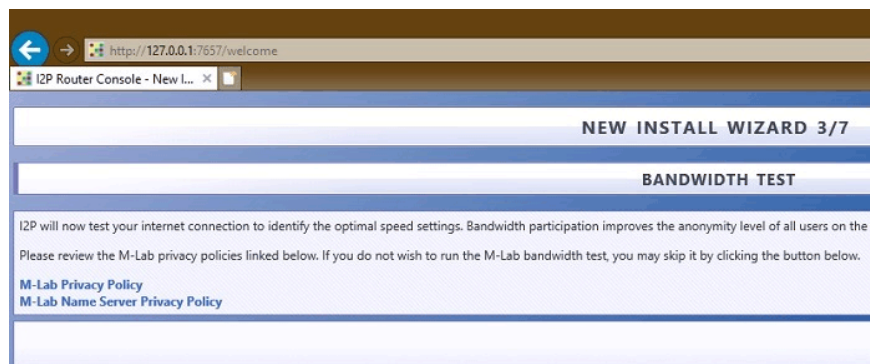 http://127.0.0.1:7657/welcome
I2P Router Console - New I...
NEW INSTALL WIZARD 3/7
BANDWIDTH TEST
I2P will now test your internet connection to identify the optimal speed settings. Bandwidth participation improves the anonymity level of all users on the
Please review the M-Lab privacy policies linked below. If you do not wish to run the M-Lab bandwidth test, you may skip it by clicking the button below.
M-Lab Privacy Policy
M-Lab Name Server Privacy Policy